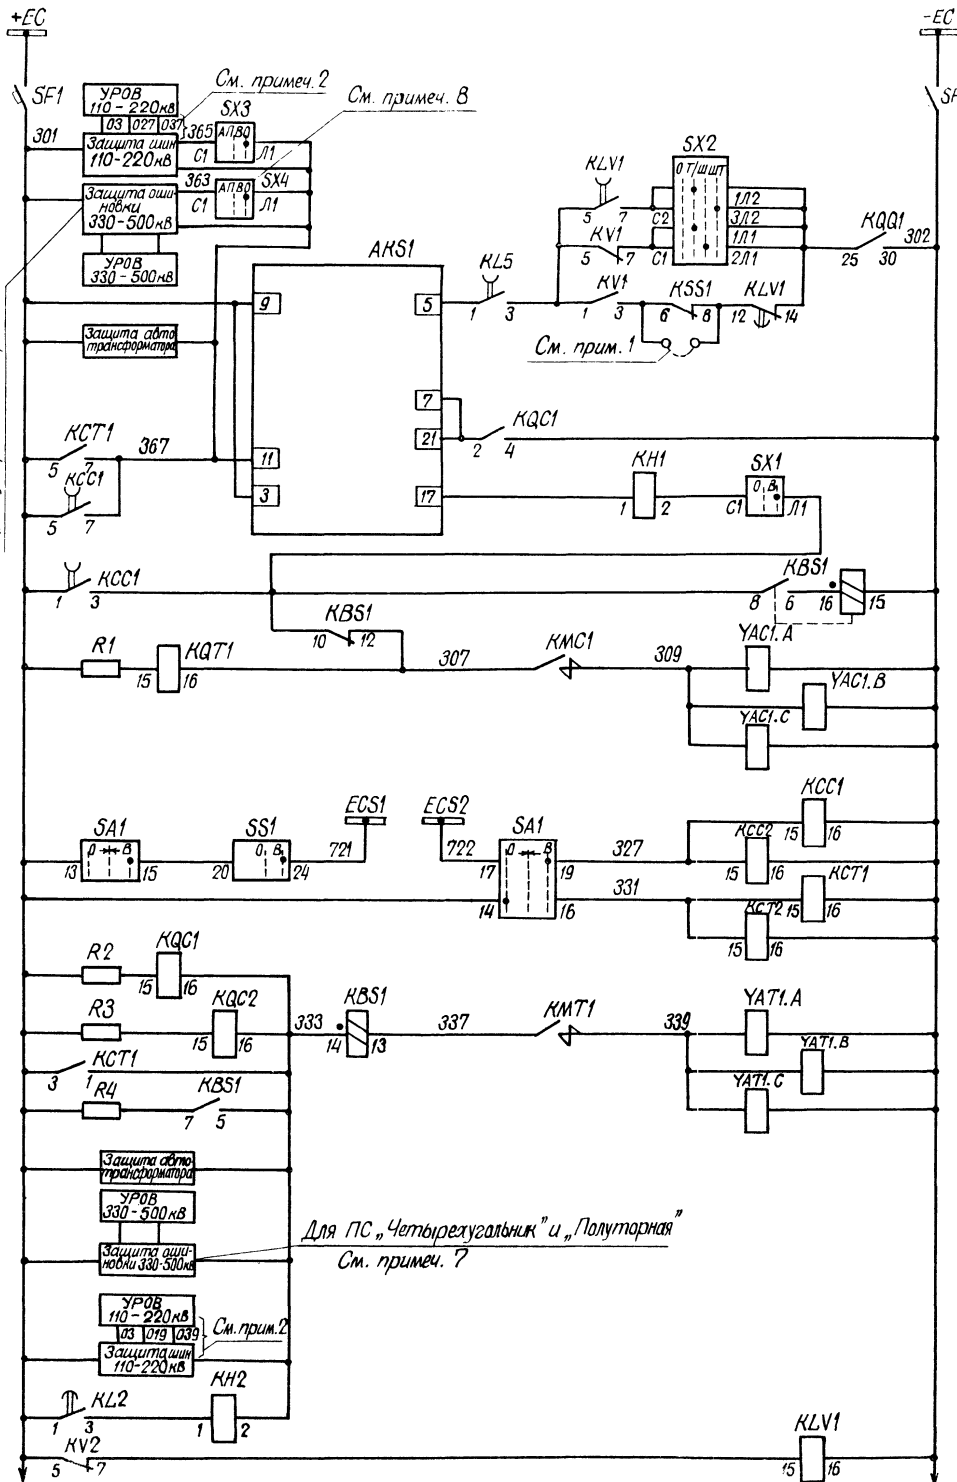 +EC
-EC
SF1
SF
УРОВ
110-220кВ
См. примеч. 2
См. примеч. 8
03 027 037
365
SX3
АПВ О
С1
Л1
301
Защита шин
110-220кВ
363
SX4
АПВ О
С1
Л1
Защита оши-
новки
330-500кВ
УРОВ
330-500кВ
KLV1
5 7
SX2
О Т/Ш ШТ
С2
1Л2
3Л2
KV1
5 7
С1
1Л1
2Л1
KQQ1
302
25 30
AKS1
9
5
KL5
1 3
KV1
1 3
KSS1
6 8
KLV1
12 14
См. прим. 1
Защита авто-
трансформатора
7
21
KQC1
2 4
KCT1
5 7
367
11
KCC1
5 7
3
17
KH1
1 2
SX1
О В
С1
Л1
KCC1
1 3
KBS1
8 6 16 15
KBS1
10 12
R1
KQT1
15 16
307
KMC1
309
YAC1.A
YAC1.B
YAC1.C
ECS1
ECS2
KCC1
15 16
SA1
О В
13 15
SS1
О В
20 24
721
722
SA1
О В
17 19
14 16
327
KCC2
15 16
331
KCT1
15 16
KCT2
15 16
R2
KQC1
15 16
R3
KQC2
15 16
333
KBS1
14 13
337
KMT1
339
YAT1.A
YAT1.B
YAT1.C
KCT1
3 1
R4
KBS1
7 5
Защита авто-
трансформатора
УРОВ
330-500кВ
Для ПС „Четырехугольник" и „Полуторная"
См. примеч. 7
Защита оши-
новки 330-500кВ
УРОВ
110-220кВ
03 019 039
См. прим. 2
Защита шин
110-220кВ
KL2
1 3
KH2
1 2
KV2
5 7
KLV1
15 16